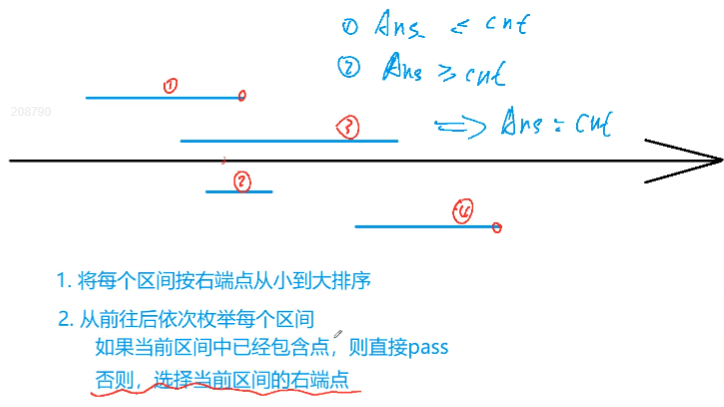 ① Ans ≤ cnt
② Ans ≥ cnt
⇒ Ans = cnt
208790
①
③
②
④
1. 将每个区间按右端点从小到大排序
2. 从前往后依次枚举每个区间
如果当前区间中已经包含点，则直接pass
否则，选择当前区间的右端点